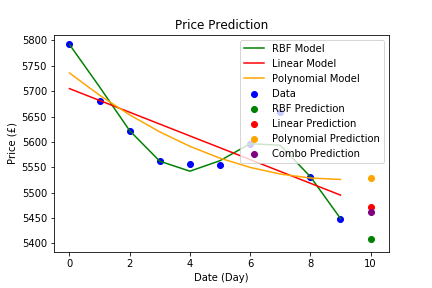 Price Prediction
5800
5750
5700
5650
5600
5550
5500
5450
5400
Price (£)
RBF Model
Linear Model
Polynomial Model
Data
RBF Prediction
Linear Prediction
Polynomial Prediction
Combo Prediction
0 2 4 6 8 10
Date (Day)